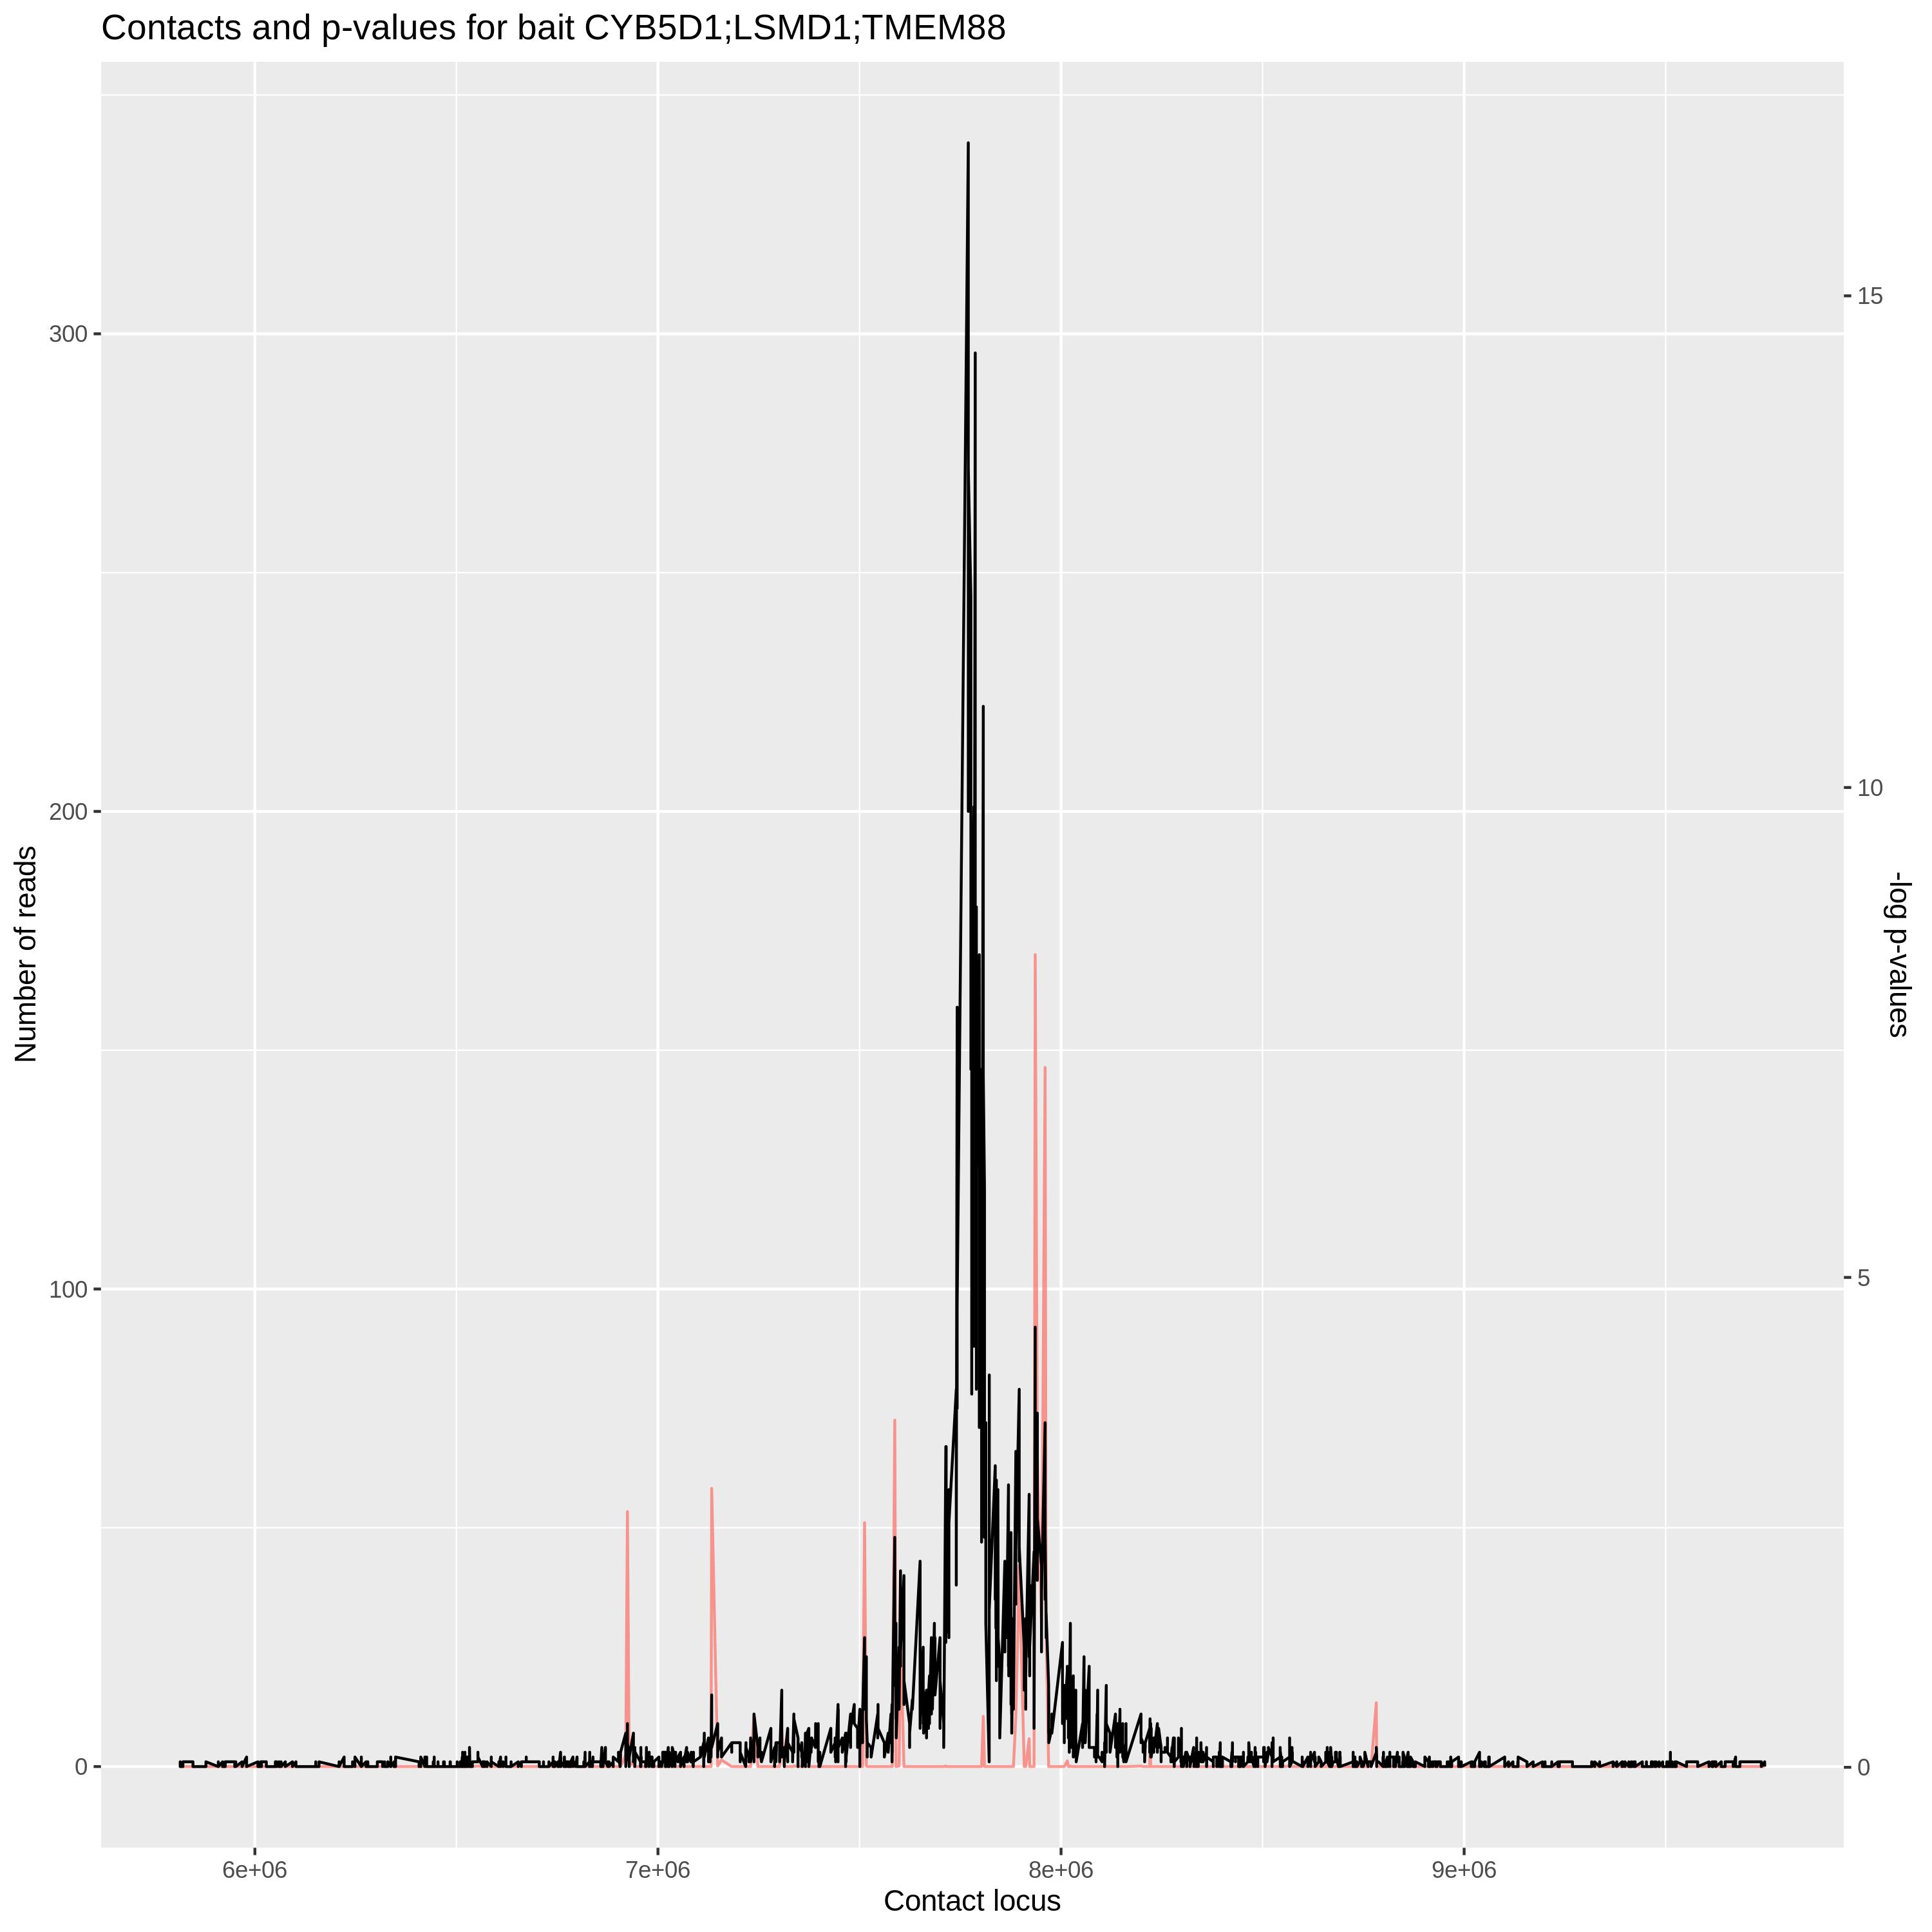 Contacts and p-values for bait CYB5D1;LSMD1;TMEM88
300
200
100
0
Number of reads
15
10
5
0
-log p-values
6e+06 7e+06 8e+06 9e+06
Contact locus